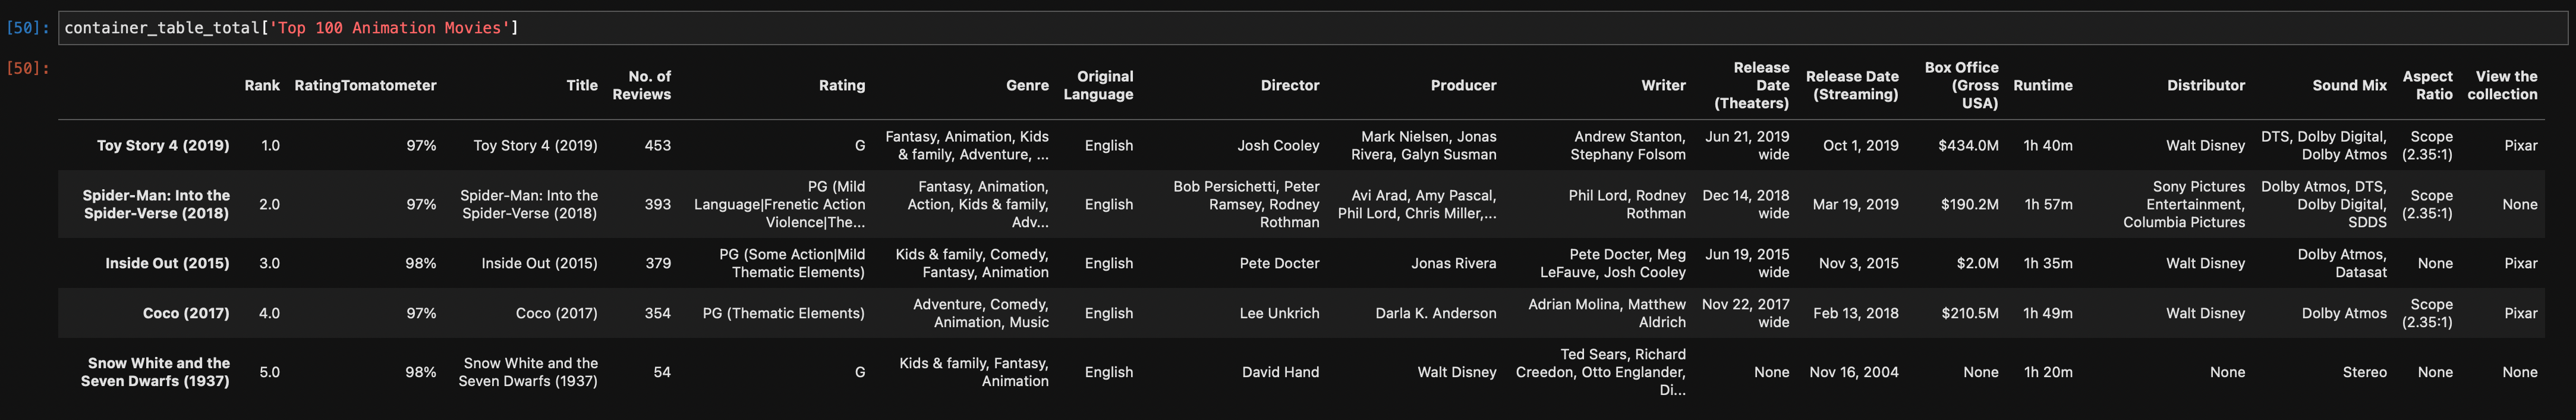 [50]: container_table_total['Top 100 Animation Movies']
[50]:
Rank RatingTomatometer Title No. of Reviews Rating Genre Original Language Director Producer Writer Release Date (Theaters) Release Date (Streaming) Box Office (Gross USA) Runtime Distributor Sound Mix Aspect Ratio View the collection
Toy Story 4 (2019) 1.0 97% Toy Story 4 (2019) 453 G Fantasy, Animation, Kids & family, Adventure, ... English Josh Cooley Mark Nielsen, Jonas Rivera, Galyn Susman Andrew Stanton, Stephany Folsom Jun 21, 2019 wide Oct 1, 2019 $434.0M 1h 40m Walt Disney DTS, Dolby Digital, Dolby Atmos Scope (2.35:1) Pixar
Spider-Man: Into the Spider-Verse (2018) 2.0 97% Spider-Man: Into the Spider-Verse (2018) 393 PG (Mild Language|Frenetic Action Violence|The... Fantasy, Animation, Action, Kids & family, Adv... English Bob Persichetti, Peter Ramsey, Rodney Rothman Avi Arad, Amy Pascal, Phil Lord, Chris Miller,... Phil Lord, Rodney Rothman Dec 14, 2018 wide Mar 19, 2019 $190.2M 1h 57m Sony Pictures Entertainment, Columbia Pictures Dolby Atmos, DTS, Dolby Digital, SDDS Scope (2.35:1) None
Inside Out (2015) 3.0 98% Inside Out (2015) 379 PG (Some Action|Mild Thematic Elements) Kids & family, Comedy, Fantasy, Animation English Pete Docter Jonas Rivera Pete Docter, Meg LeFauve, Josh Cooley Jun 19, 2015 wide Nov 3, 2015 $2.0M 1h 35m Walt Disney Dolby Atmos, Datasat None Pixar
Coco (2017) 4.0 97% Coco (2017) 354 PG (Thematic Elements) Adventure, Comedy, Animation, Music English Lee Unkrich Darla K. Anderson Adrian Molina, Matthew Aldrich Nov 22, 2017 wide Feb 13, 2018 $210.5M 1h 49m Walt Disney Dolby Atmos Scope (2.35:1) Pixar
Snow White and the Seven Dwarfs (1937) 5.0 98% Snow White and the Seven Dwarfs (1937) 54 G Kids & family, Fantasy, Animation English David Hand Walt Disney Ted Sears, Richard Creedon, Otto Englander, Di... None Nov 16, 2004 None 1h 20m None Stereo None None